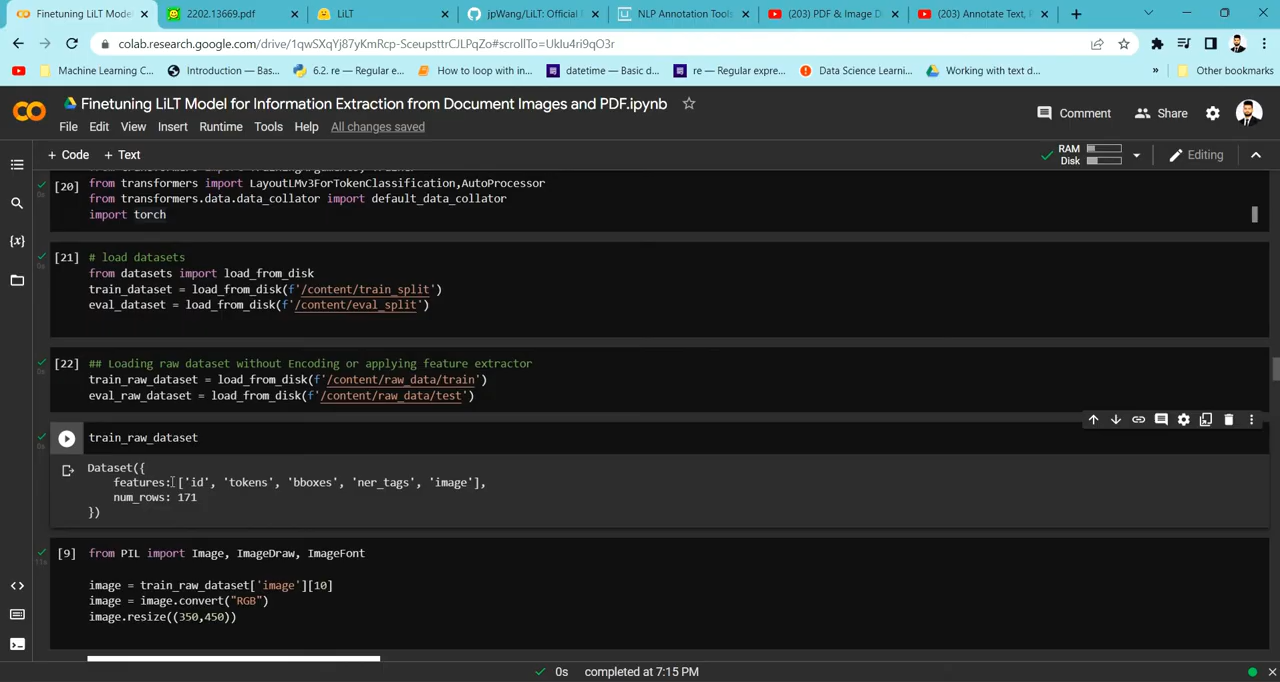 Finetuning LiLT Mode
2202.13669.pdf
LiLT
jpWang/LiLT: Official
NLP Annotation Tools
(203) PDF & Image D
(203) Annotate Text,
colab.research.google.com/drive/1qwSXqYj87yKmRcp-SceupsttrCJLPqZo#scrollTo=UkIu4ri9qO3r
Machine Learning C...
Introduction — Bas...
6.2. re — Regular e...
How to loop with in...
datetime — Basic d...
re — Regular expre...
Data Science Learni...
Working with text d...
»
Other bookmarks
Finetuning LiLT Model for Information Extraction from Document Images and PDF.ipynb
File Edit View Insert Runtime Tools Help All changes saved
Comment
Share
+ Code + Text
RAM
Disk
Editing
[20]
from transformers import LayoutLMv3ForTokenClassification,AutoProcessor
from transformers.data.data_collator import default_data_collator
import torch
[21] # load datasets
from datasets import load_from_disk
train_dataset = load_from_disk(f'/content/train_split')
eval_dataset = load_from_disk(f'/content/eval_split')
[22] ## Loading raw dataset without Encoding or applying feature extractor
train_raw_dataset = load_from_disk(f'/content/raw_data/train')
eval_raw_dataset = load_from_disk(f'/content/raw_data/test')
train_raw_dataset
Dataset({
features: ['id', 'tokens', 'bboxes', 'ner_tags', 'image'],
num_rows: 171
})
[9] from PIL import Image, ImageDraw, ImageFont
image = train_raw_dataset['image'][10]
image = image.convert("RGB")
image.resize((350,450))
0s completed at 7:15 PM